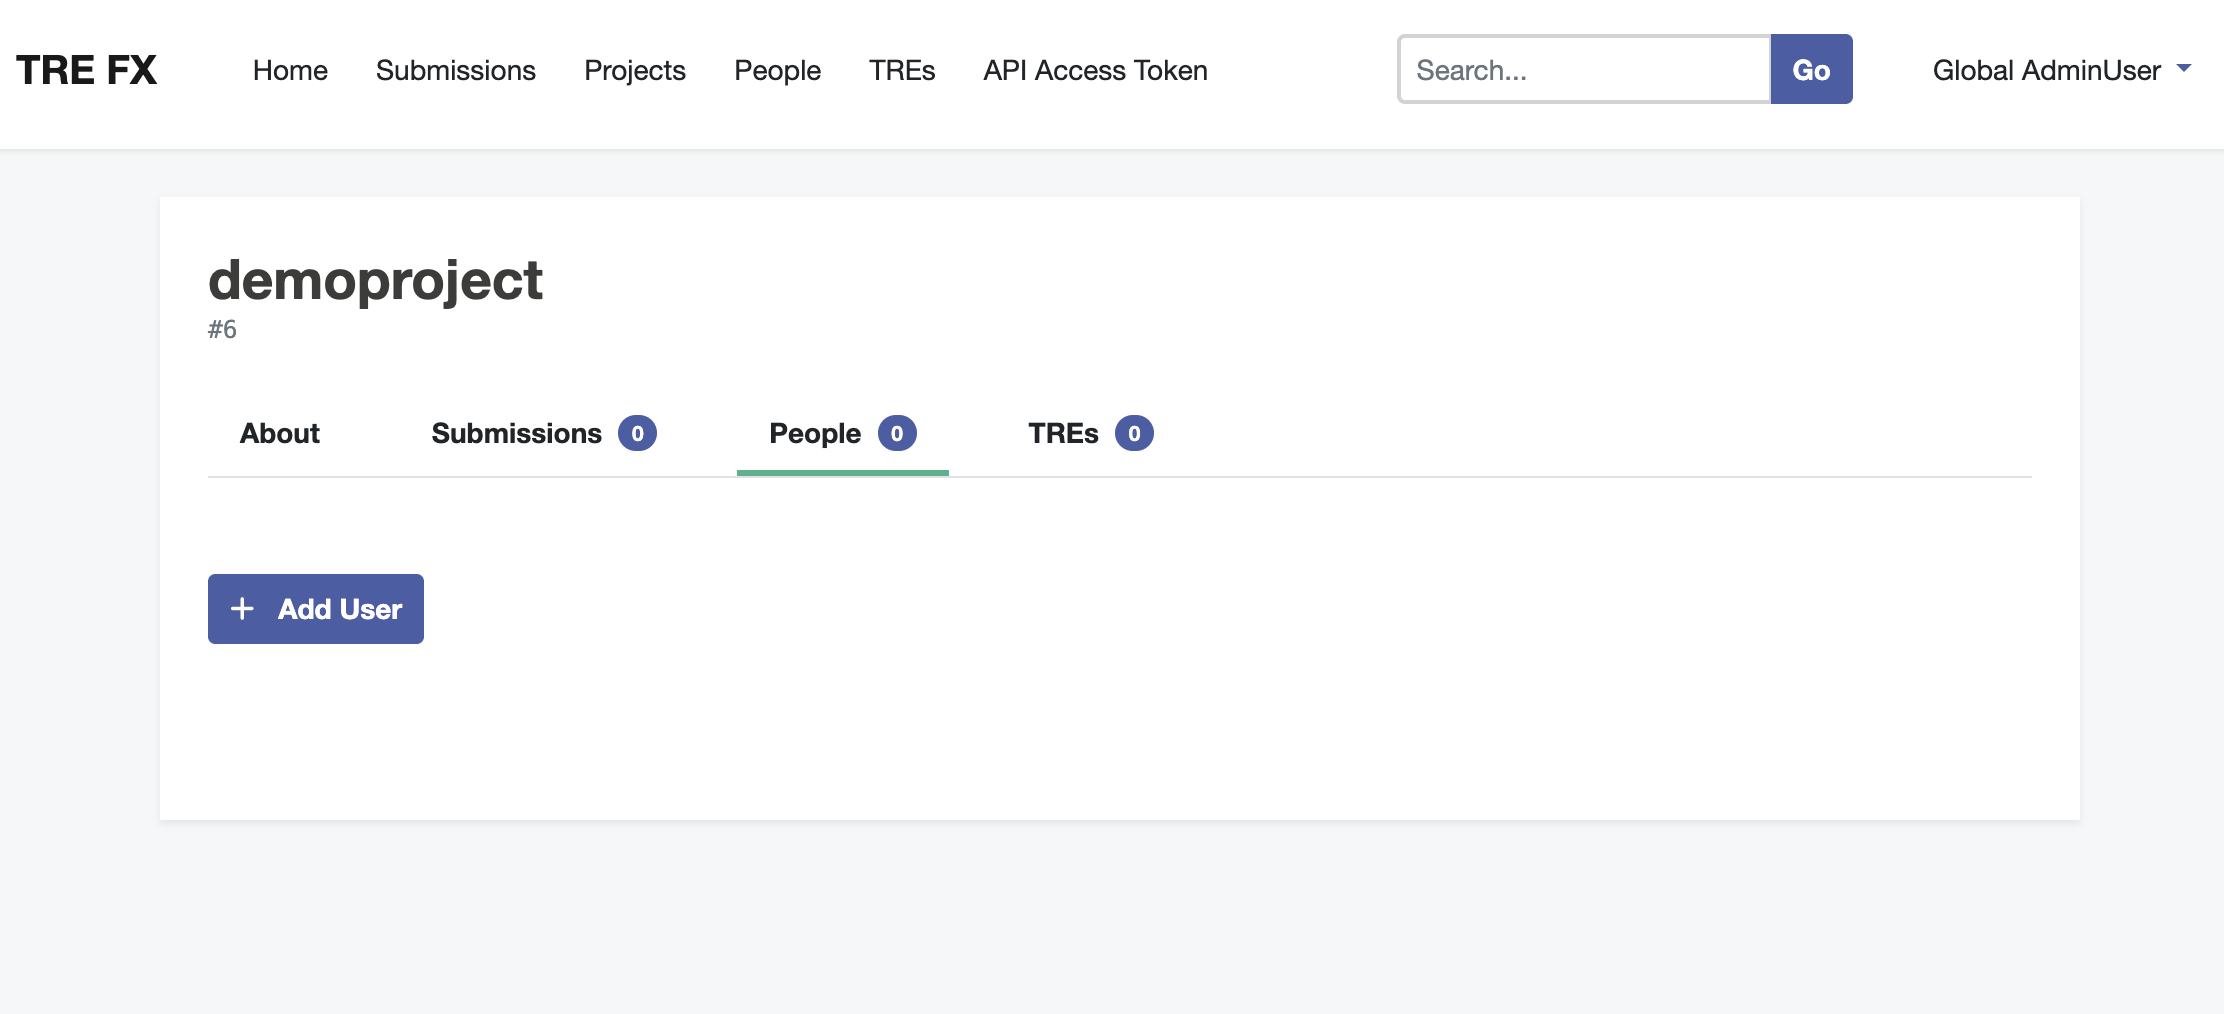 TRE FX Home Submissions Projects People TREs API Access Token Search... Go Global AdminUser
demoproject
#6
About Submissions 0 People 0 TREs 0
+ Add User